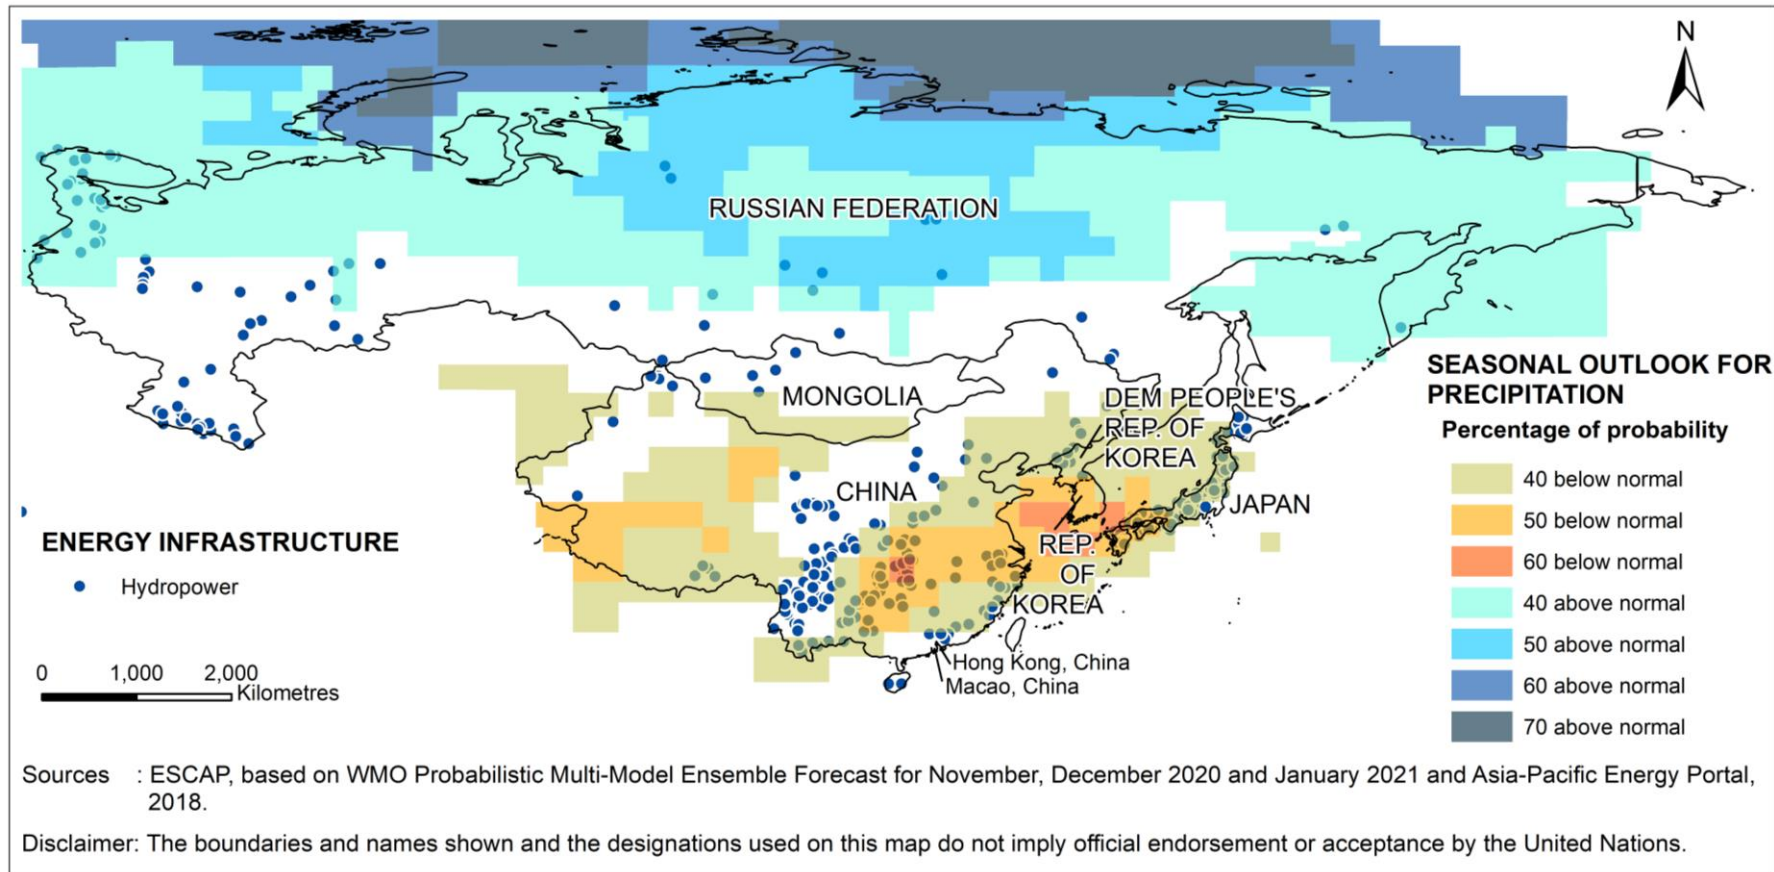 N
RUSSIAN FEDERATION
MONGOLIA
DEM PEOPLE'S
REP. OF
KOREA
CHINA
JAPAN
REP.
OF
KOREA
Hong Kong, China
Macao, China
ENERGY INFRASTRUCTURE
Hydropower
0 1,000 2,000
Kilometres
SEASONAL OUTLOOK FOR
PRECIPITATION
Percentage of probability
40 below normal
50 below normal
60 below normal
40 above normal
50 above normal
60 above normal
70 above normal
Sources : ESCAP, based on WMO Probabilistic Multi-Model Ensemble Forecast for November, December 2020 and January 2021 and Asia-Pacific Energy Portal,
2018.
Disclaimer: The boundaries and names shown and the designations used on this map do not imply official endorsement or acceptance by the United Nations.